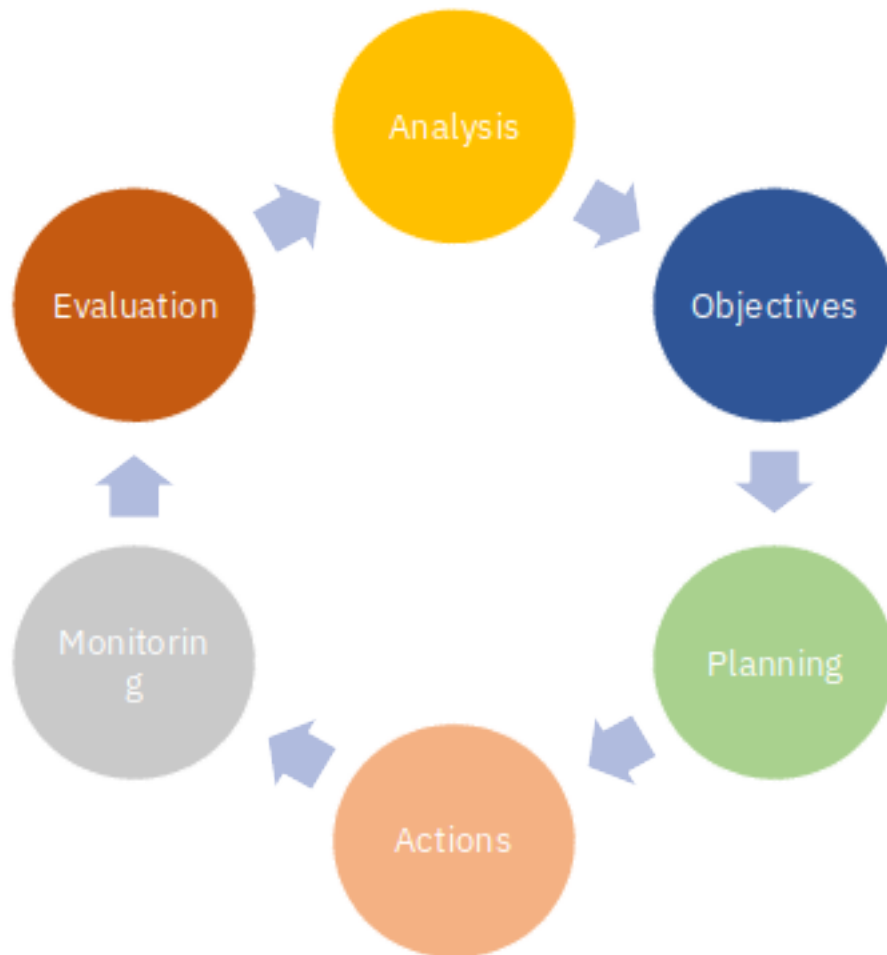 Analysis
Objectives
Planning
Actions
Monitorin
g
Evaluation